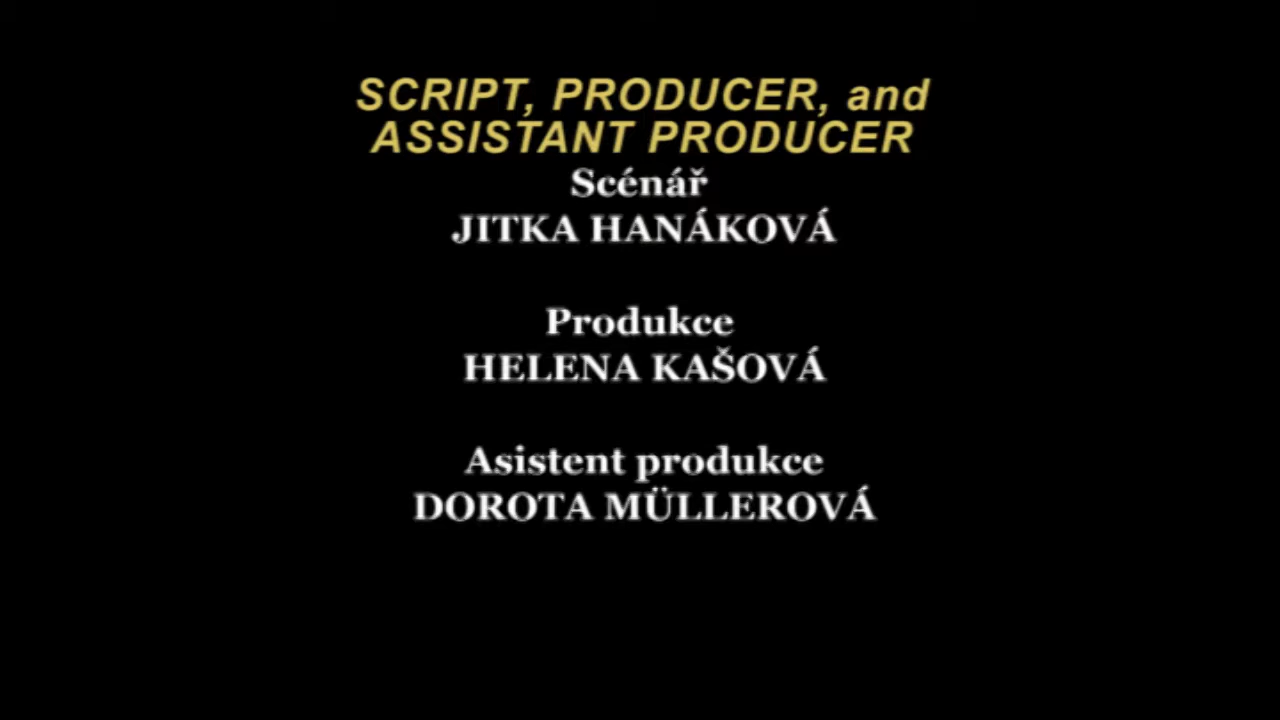 SCRIPT, PRODUCER, and
ASSISTANT PRODUCER
Scénář
JITKA HANÁKOVÁ
Produkce
HELENA KAŠOVÁ
Asistent produkce
DOROTA MÜLLEROVÁ